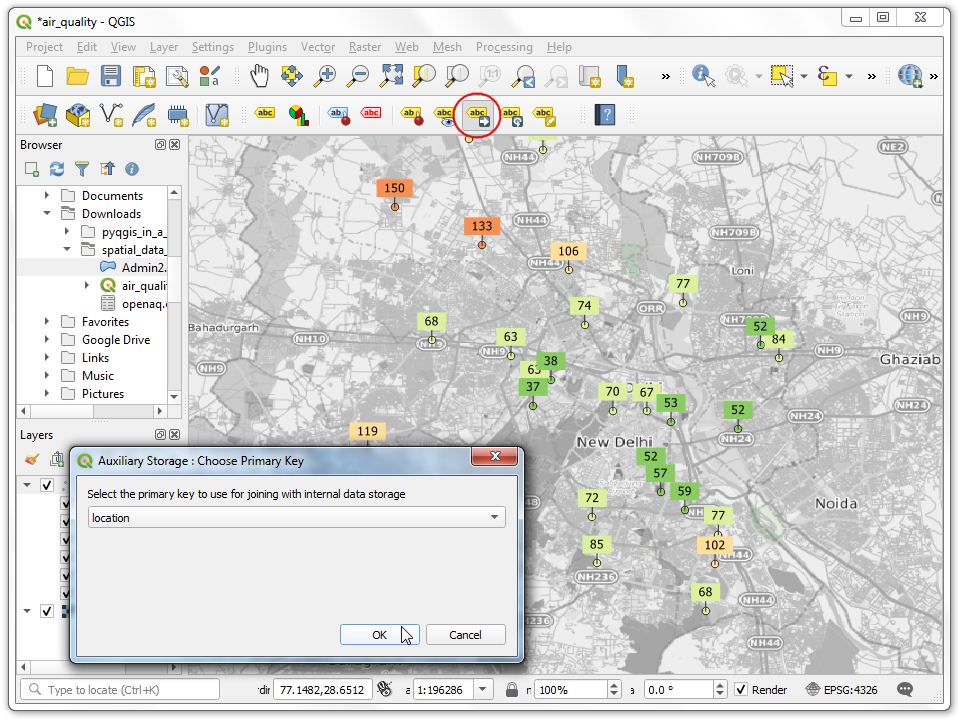 *air_quality - QGIS
Project Edit View Layer Settings Plugins Vector Raster Web Mesh Processing Help
a
1:1
»
»
»
abc abc abc abc abc abc abc abc
?
Browser
Documents
Downloads
pyqgis_in_a_
spatial_data_
Admin2.
air_quali
openaq.
Favorites
Google Drive
Links
Music
Pictures
Layers
NH44
NH709B
NE2
150
NH44
133
NH709B
106
NH44
Loni
77
74
ORR
68
Bahadurgarh
NH10
63
52
84
NH9
NH9
NH9
NH9
NH9
38
Ghaziab
37
70
67
53
52
NH24
NH24
119
New Delhi
NH24
52
57
59
72
77
Noida
85
102
NH44
NH236
68
NH44
NH44
Auxiliary Storage : Choose Primary Key
Select the primary key to use for joining with internal data storage
location
OK Cancel
Type to locate (Ctrl+K) 77.1482,28.6512 1:196286 100% 0.0 ° Render EPSG:4326